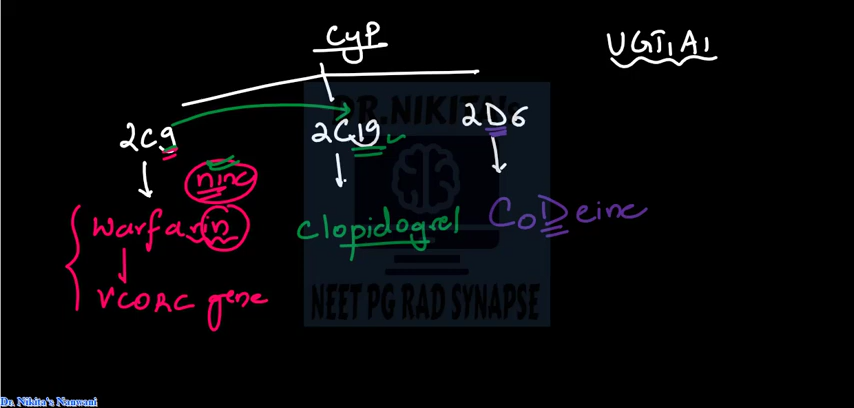 CYP
UGT1A1
2C9
2C19
2D6
nine
Warfarin
Clopidogrel
CoDeine
VCORC gene
DR.NIKITA's
NEET PG RAD SYNAPSE
Dr. Nikita's Nanwani